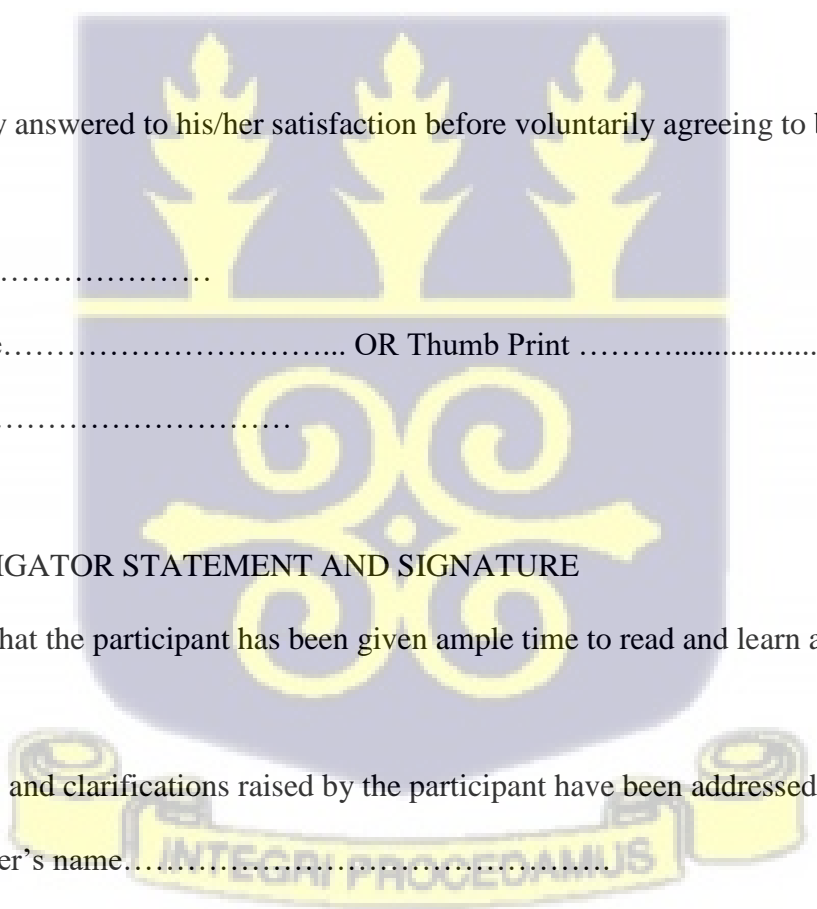 answered to his/her satisfaction before voluntarily agreeing to
…………………
………………………….... OR Thumb Print ………...................
………………………
STATEMENT AND SIGNATURE
hat the participant has been given ample time to read and learn a
and clarifications raised by the participant have been addressed
er’s name……………………………………….
INTEGRI PROCEDAMUS